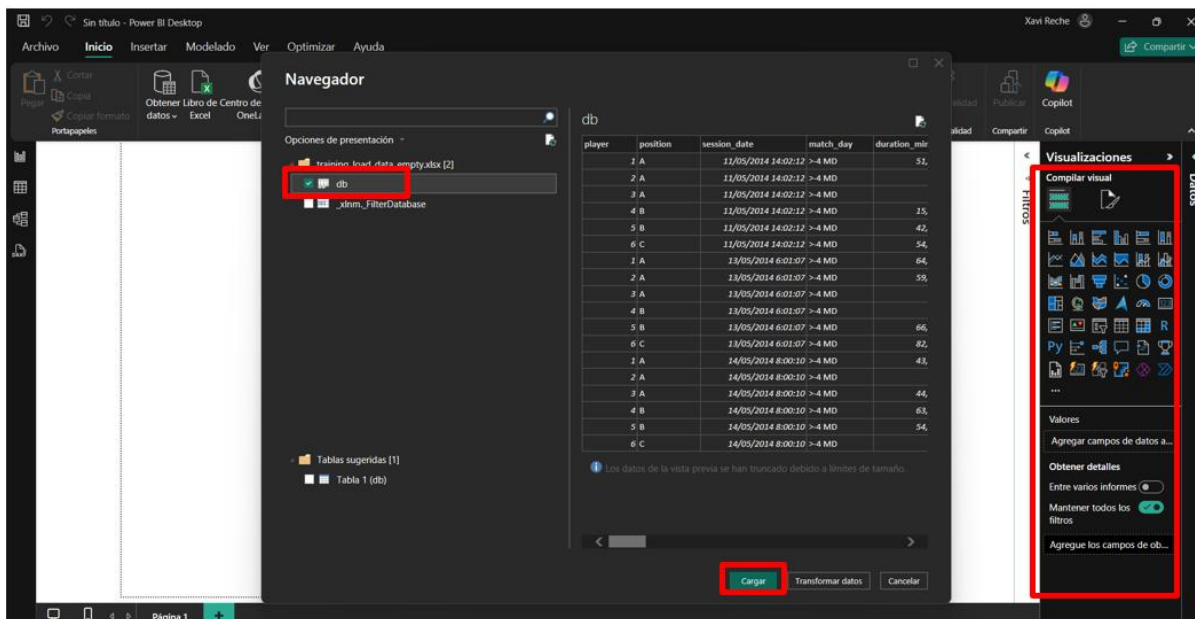 Sin título - Power BI Desktop
Xavi Reche
Archivo Inicio Insertar Modelado Ver Optimizar Ayuda
Compartir
Pegar
Cortar
Copia
Copiar formato
Portapapeles
Obtener datos
Libro de Excel
Centro de
Publicar
Compartir
Copilot
Copilot
Navegador
Opciones de presentación
training_load_data_empty.xlsx [2]
db
_xlnm._FilterDatabase
Tablas sugeridas [1]
Tabla 1 (db)
db
player position session_date match_day duration_mir
1 A 11/05/2014 14:02:12 >-4 MD 51,
2 A 11/05/2014 14:02:12 >-4 MD
3 A 11/05/2014 14:02:12 >-4 MD
4 B 11/05/2014 14:02:12 >-4 MD 15,
5 B 11/05/2014 14:02:12 >-4 MD 42,
6 C 11/05/2014 14:02:12 >-4 MD 54,
1 A 13/05/2014 6:01:07 >-4 MD 64,
2 A 13/05/2014 6:01:07 >-4 MD 59,
3 A 13/05/2014 6:01:07 >-4 MD
4 B 13/05/2014 6:01:07 >-4 MD
5 B 13/05/2014 6:01:07 >-4 MD 66,
6 C 13/05/2014 6:01:07 >-4 MD 82,
1 A 14/05/2014 8:00:10 >-4 MD 43,
2 A 14/05/2014 8:00:10 >-4 MD
3 A 14/05/2014 8:00:10 >-4 MD 44,
4 B 14/05/2014 8:00:10 >-4 MD 63,
5 B 14/05/2014 8:00:10 >-4 MD 54,
6 C 14/05/2014 8:00:10 >-4 MD
Los datos de la vista previa se han truncado debido a límites de tamaño.
Cargar Transformar datos Cancelar
Filtros
Visualizaciones
Datos
Compilar visual
R
Py
Valores
Agregar campos de datos a...
Obtener detalles
Entre varios informes
Mantener todos los
filtros
Agregue los campos de ob...
Página 1